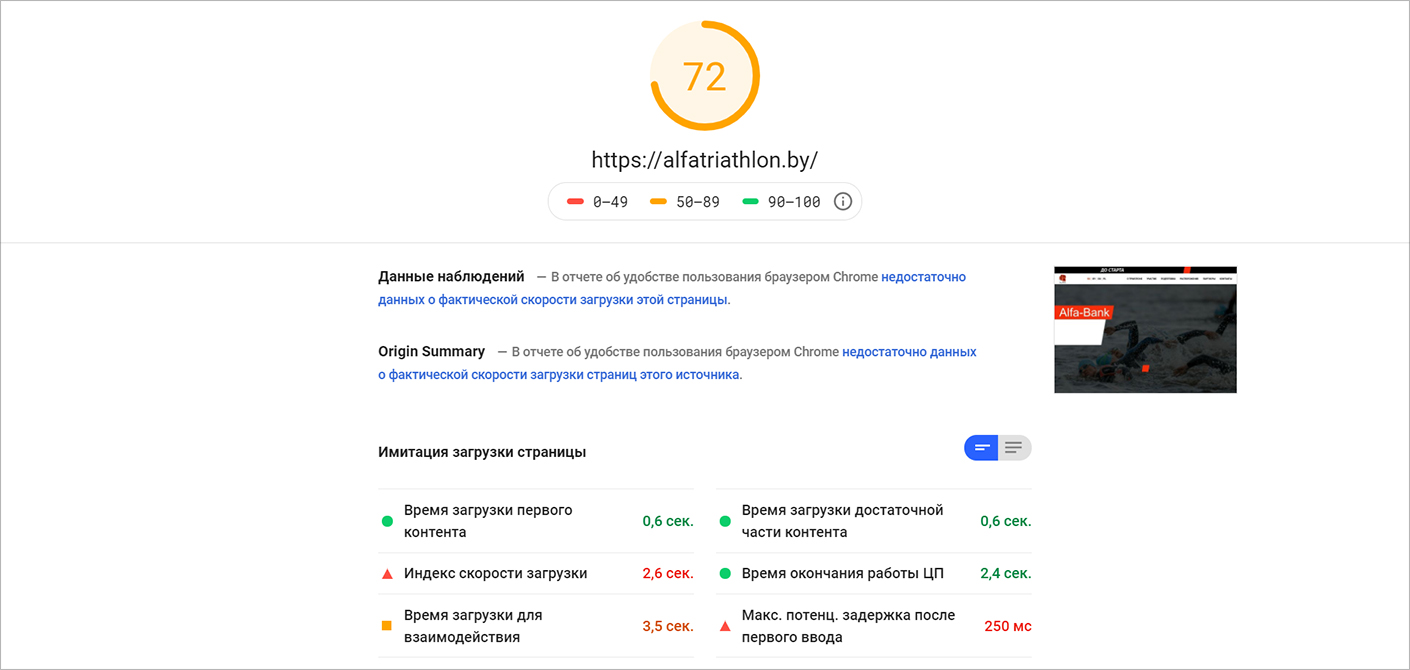 72
https://alfatriathlon.by/
0–49 50–89 90–100
Данные наблюдений — В отчете об удобстве пользования браузером Chrome недостаточно
данных о фактической скорости загрузки этой страницы.
ДО СТАРТА
Alfa-Bank
Origin Summary — В отчете об удобстве пользования браузером Chrome недостаточно данных
о фактической скорости загрузки страниц этого источника.
Имитация загрузки страницы
Время загрузки первого
контента
0,6 сек.
Время загрузки достаточной
части контента
0,6 сек.
Индекс скорости загрузки 2,6 сек.
Время окончания работы ЦП 2,4 сек.
Время загрузки для
взаимодействия
3,5 сек.
Макс. потенц. задержка после
первого ввода
250 мс